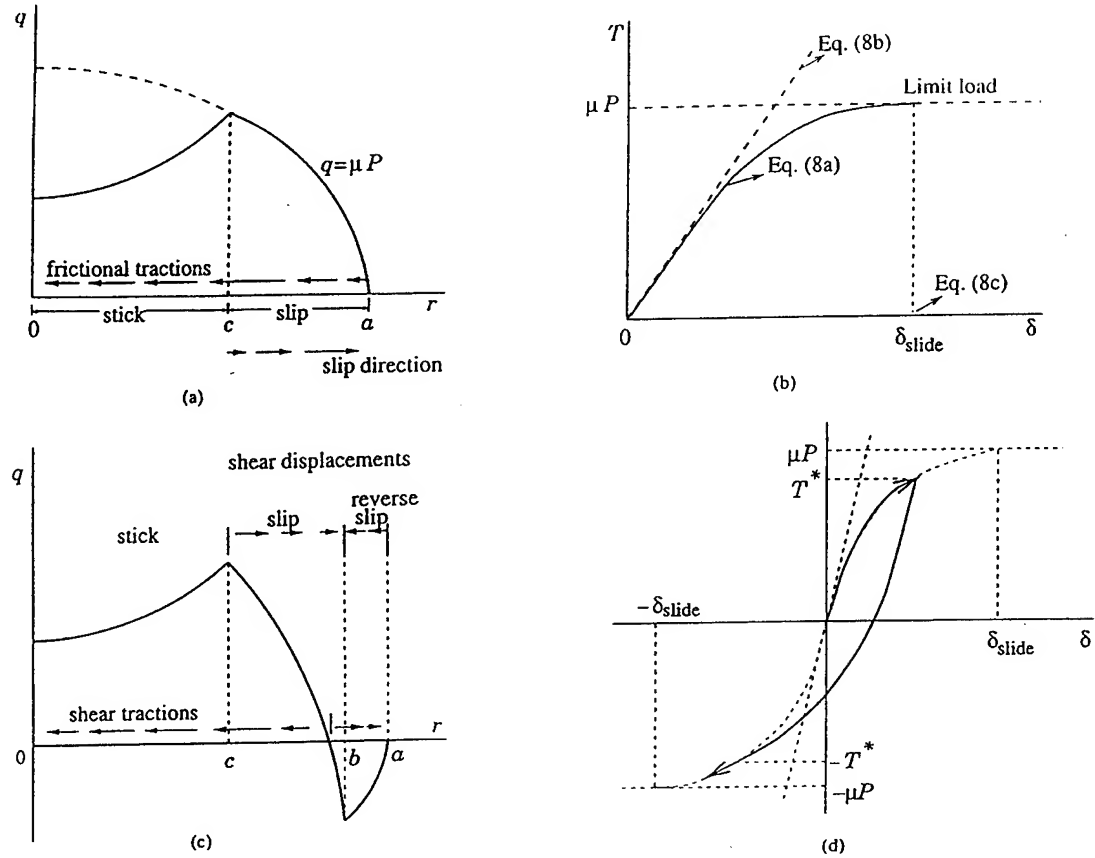 q
q=μP
frictional tractions
r
0
stick
c
slip
a
slip direction
(a)
T
Eq. (8b)
μP
Limit load
Eq. (8a)
Eq. (8c)
0
δslide
δ
(b)
q
shear displacements
reverse
slip
slip
stick
shear tractions
r
0
c
b
a
(c)
μP
T*
-δslide
δslide
δ
-T*
-μP
(d)